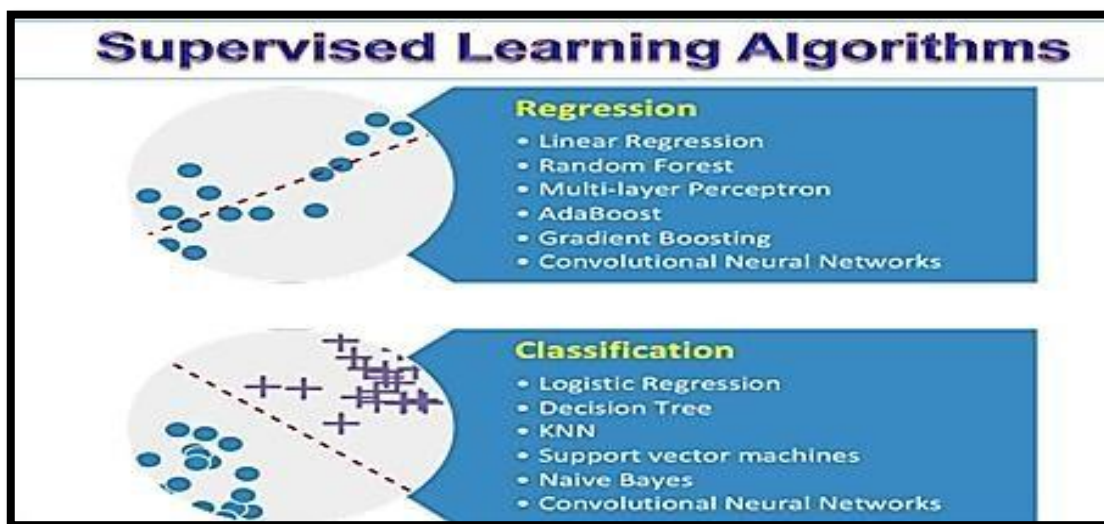 Supervised Learning Algorithms
Regression
• Linear Regression
• Random Forest
• Multi-layer Perceptron
• AdaBoost
• Gradient Boosting
• Convolutional Neural Networks
Classification
• Logistic Regression
• Decision Tree
• KNN
• Support vector machines
• Naive Bayes
• Convolutional Neural Networks